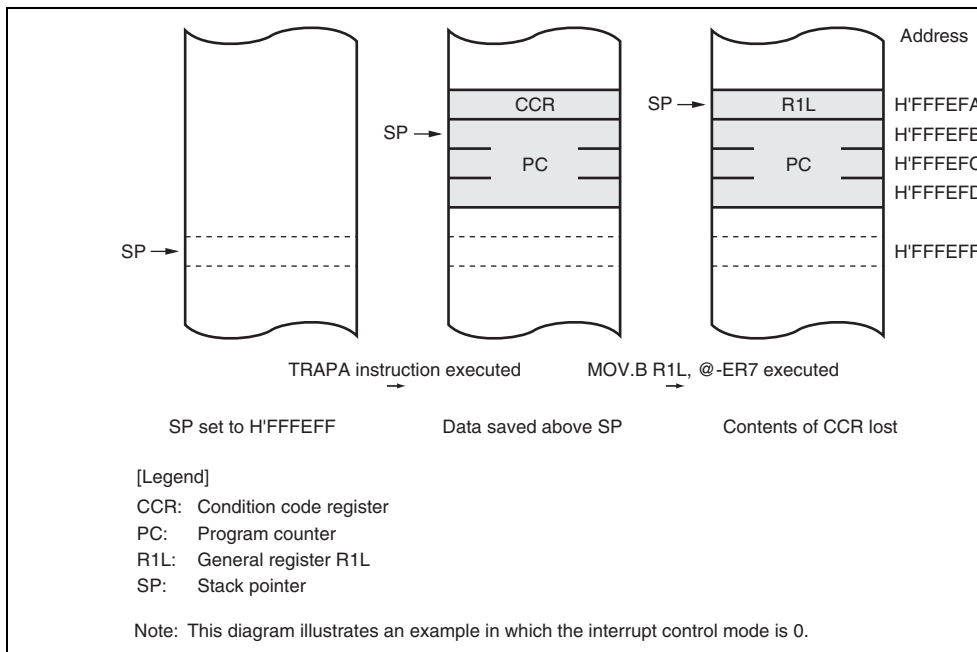 Address
CCR
SP
R1L
H'FFFEFA
SP
H'FFFEFB
PC
PC
H'FFFEFC
H'FFFEFD
SP
H'FFFEFF
TRAPA instruction executed
MOV.B R1L, @-ER7 executed
SP set to H'FFFEFF
Data saved above SP
Contents of CCR lost
[Legend]
CCR: Condition code register
PC: Program counter
R1L: General register R1L
SP: Stack pointer
Note: This diagram illustrates an example in which the interrupt control mode is 0.